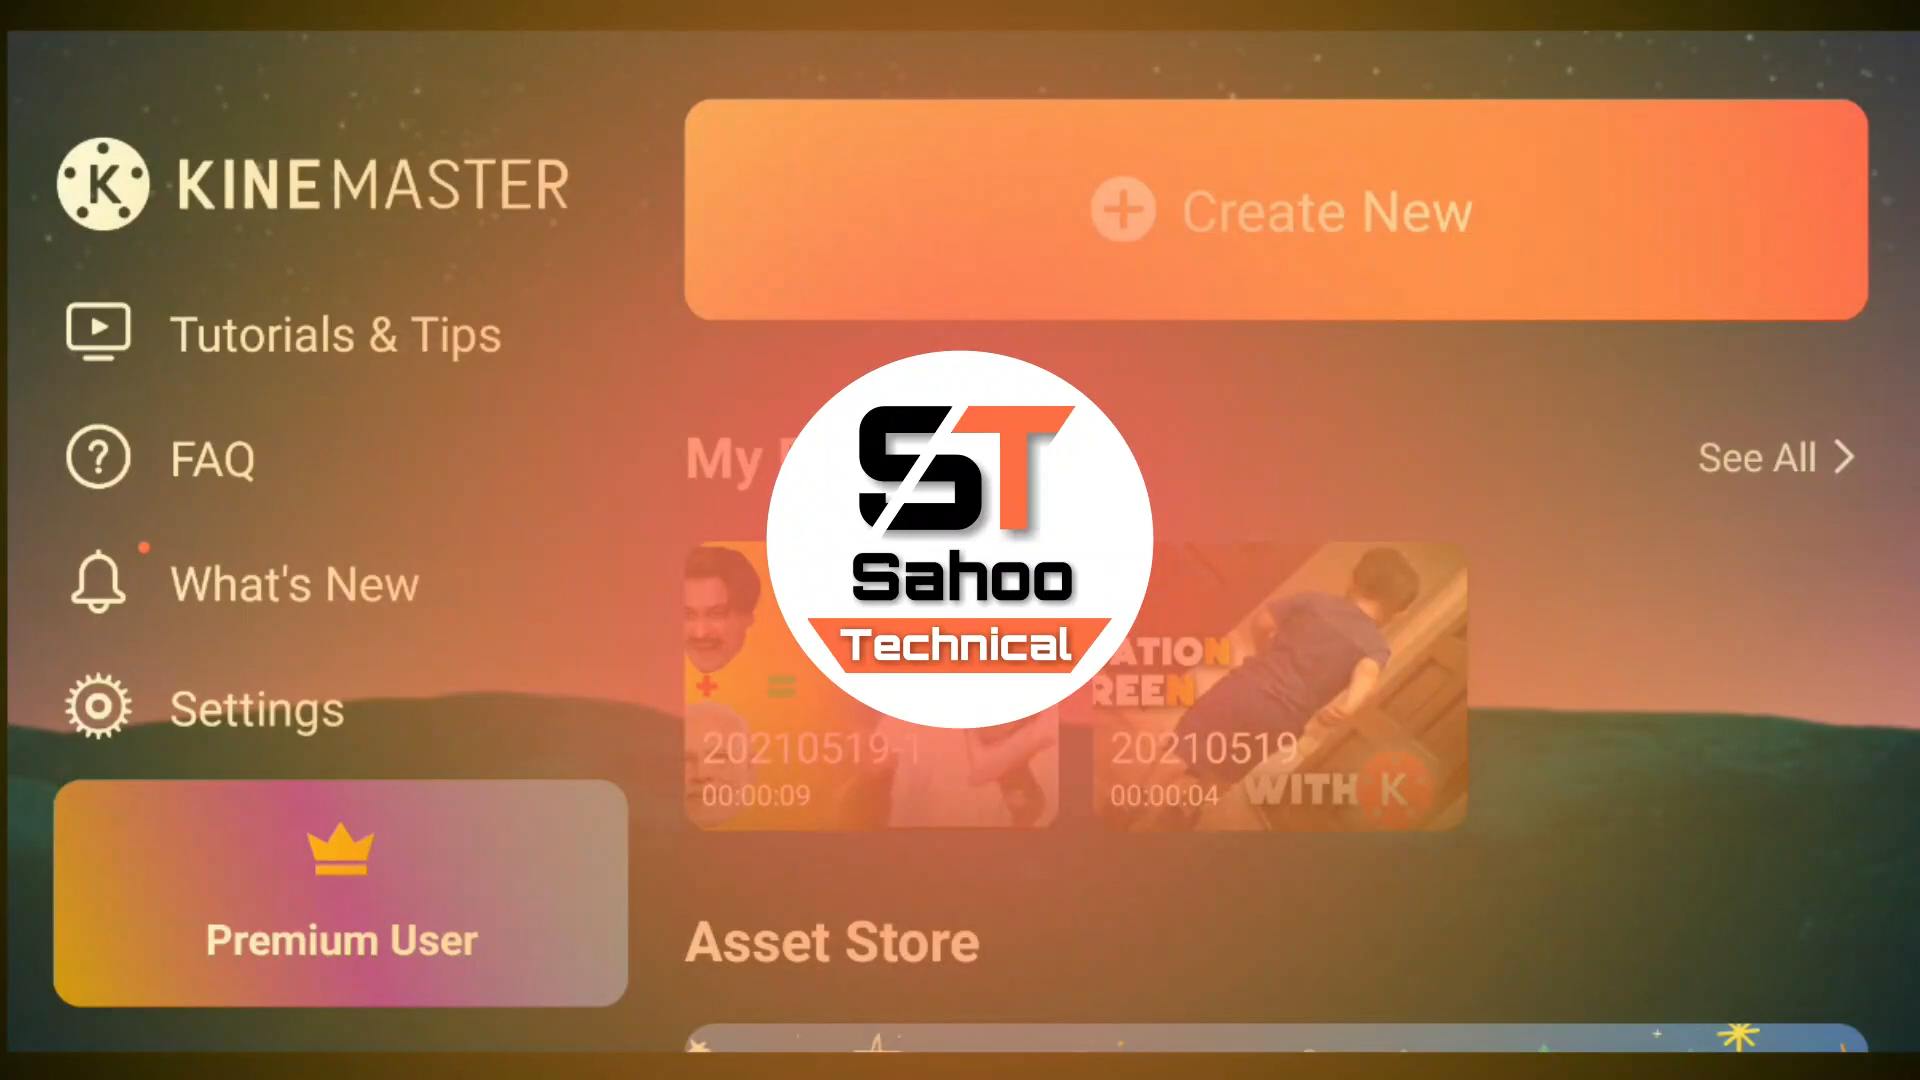 K KINEMASTER
Tutorials & Tips
FAQ
What's New
Settings
Premium User
Create New
My
See All
ST
Sahoo
Technical
20210519-1
00:00:09
ATION
REEN
20210519
00:00:04
WITH K
Asset Store